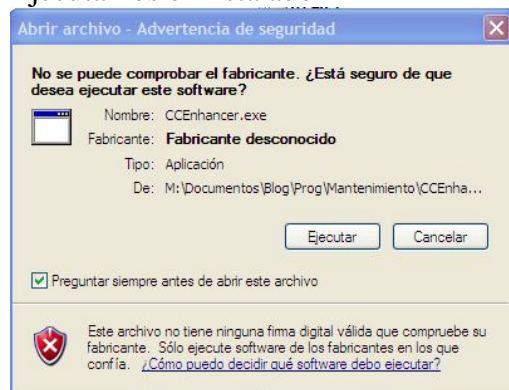 Abrir archivo - Advertencia de seguridad
No se puede comprobar el fabricante. ¿Está seguro de que
desea ejecutar este software?
Nombre: CCEnhancer.exe
Fabricante: Fabricante desconocido
Tipo: Aplicación
De: M:\Documentos\Blog\Prog\Mantenimiento\CCEnha...
Ejecutar Cancelar
Preguntar siempre antes de abrir este archivo
Este archivo no tiene ninguna firma digital válida que compruebe su
fabricante. Sólo ejecute software de los fabricantes en los que
confía. ¿Cómo puedo decidir qué software debo ejecutar?